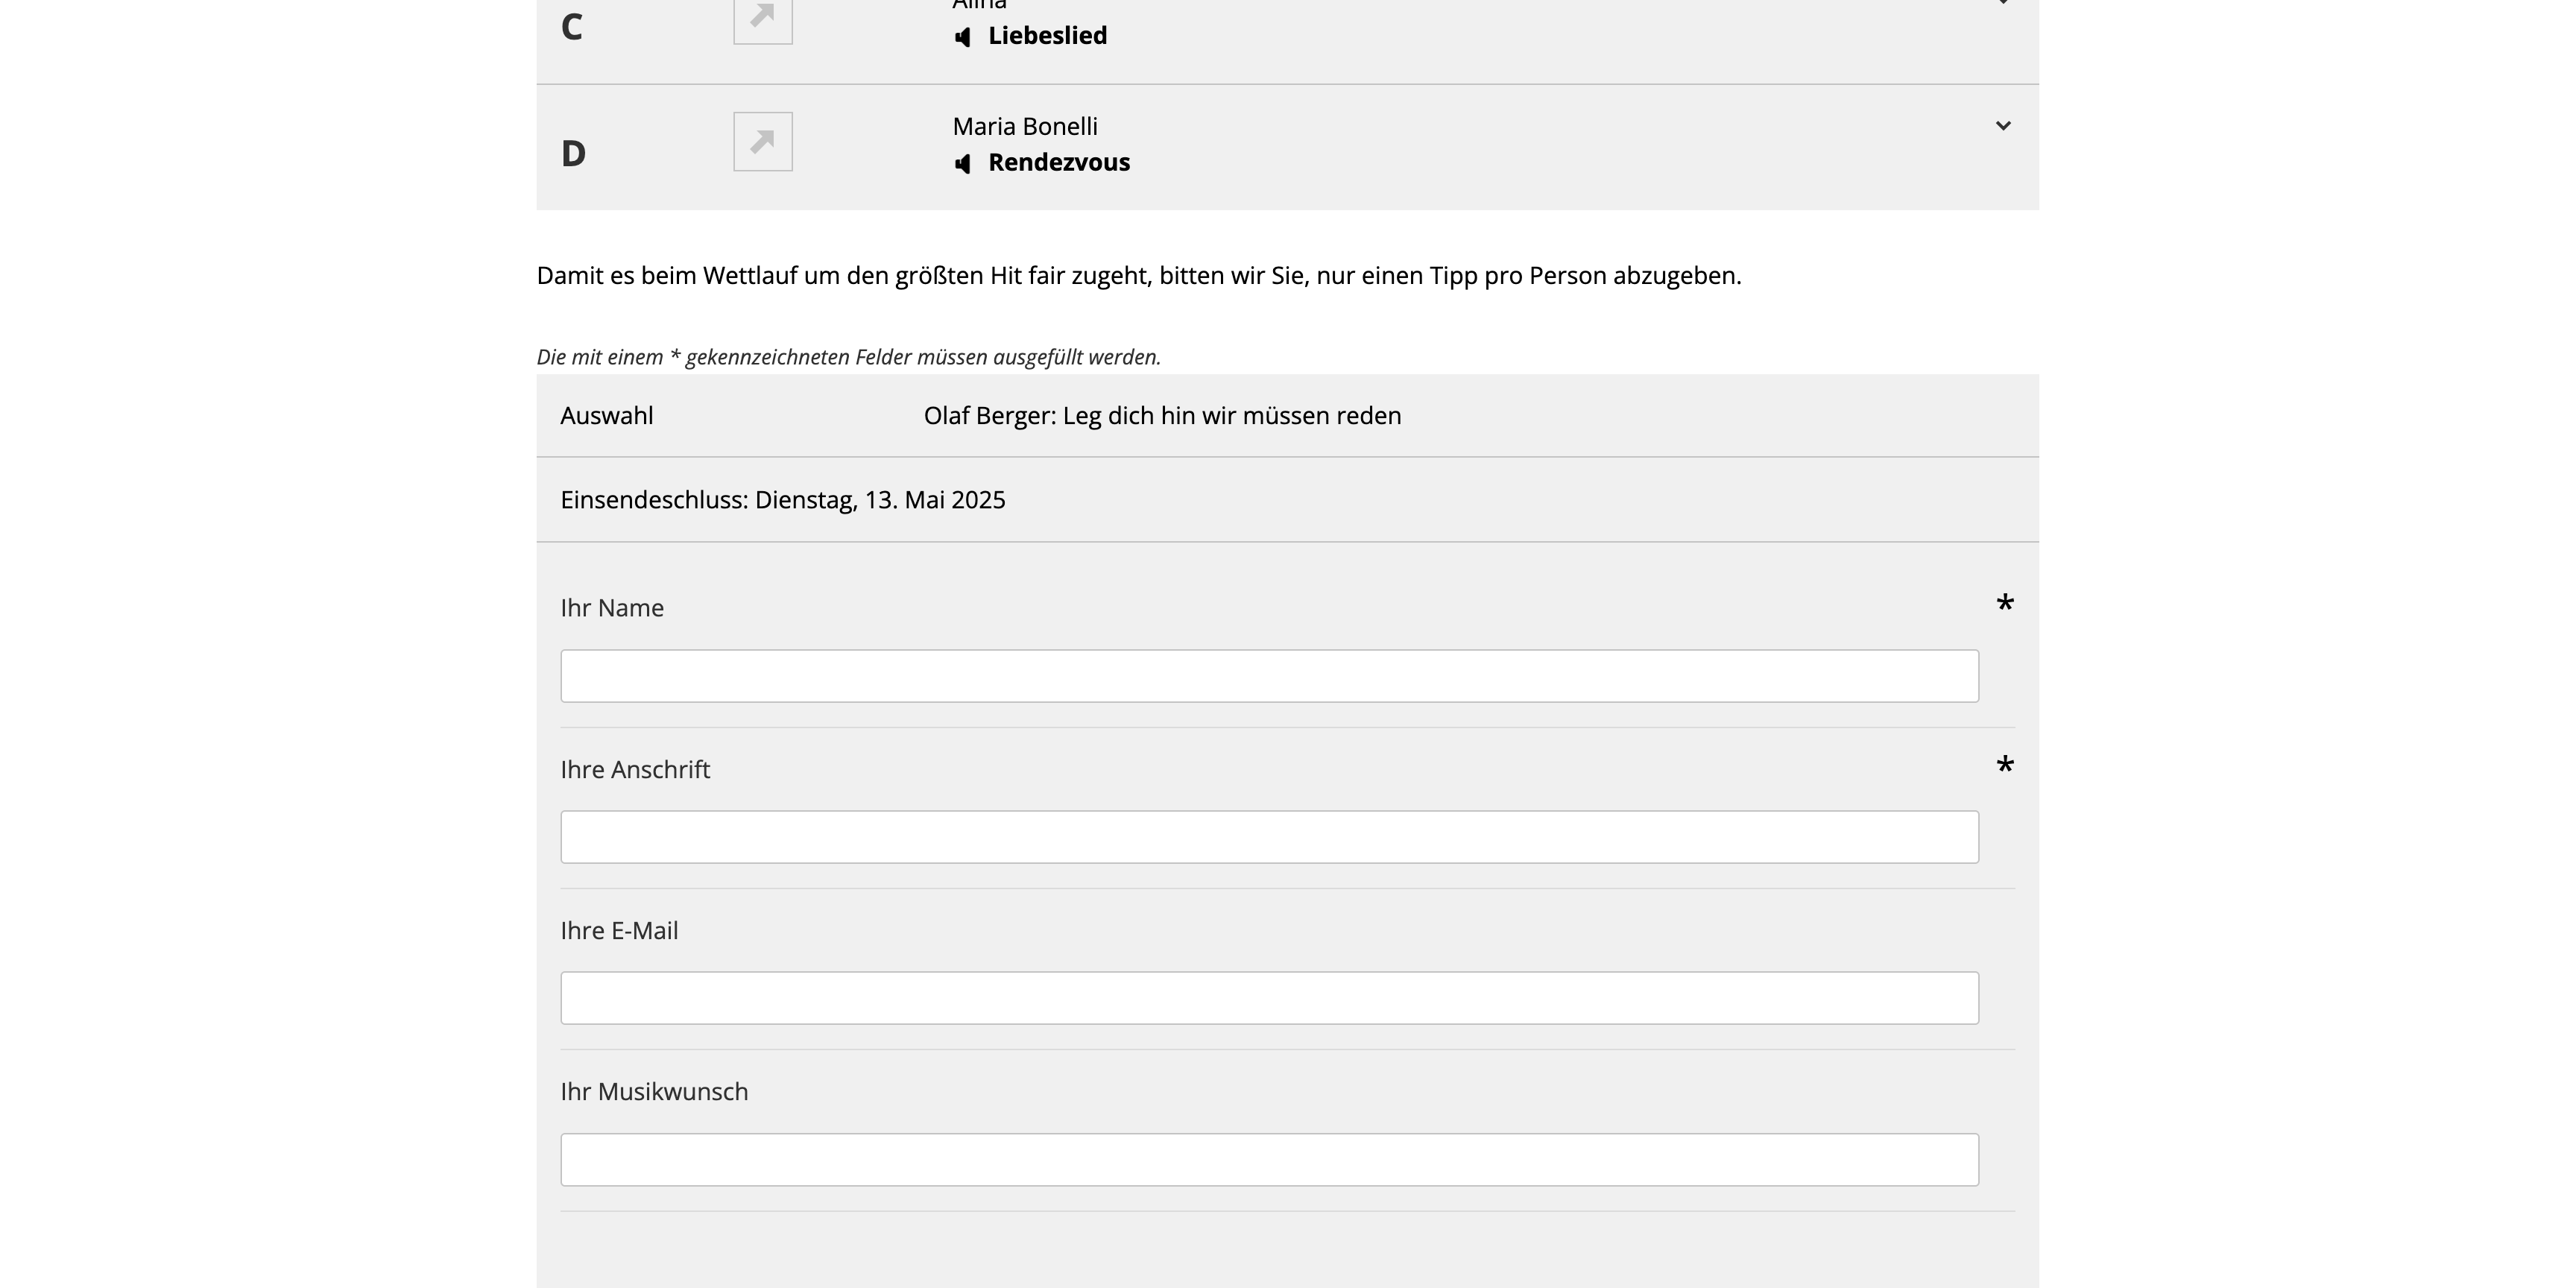 C
Alina
Liebeslied
D
Maria Bonelli
Rendezvous
Damit es beim Wettlauf um den größten Hit fair zugeht, bitten wir Sie, nur einen Tipp pro Person abzugeben.
Die mit einem * gekennzeichneten Felder müssen ausgefüllt werden.
Auswahl Olaf Berger: Leg dich hin wir müssen reden
Einsendeschluss: Dienstag, 13. Mai 2025
Ihr Name *
Ihre Anschrift *
Ihre E-Mail
Ihr Musikwunsch